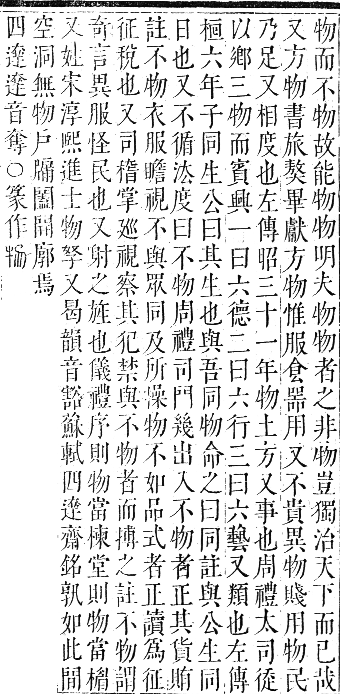 物而不物故能物物明夫物物者之非物豈獨治天下而已哉
又方物書旅獒畢獻方物惟服食器用又不貴異物賤用物民
乃足又相度也左傳昭三十一年物土方又事也周禮大司徒
以鄉三物而賓興一曰六德二曰六行三曰六藝又類也左傳
桓六年子同生公曰其生也與吾同物命之曰同註與公生同
日也又不循法度曰不物周禮司門幾出入不物者正其貨賄
註不物衣服瞻視不與眾同及所操物不如品式者正讀爲征
征稅也又司稽掌廵視察其犯禁與不物者而摶之註不物謂
奇言異服怪民也又射之旌也儀禮序則物當棟堂則物當楣
又姓宋淳熙進士物孥又曷韻音豁蘇軾四達齋銘孰如此間
空洞無物戶牖闔開廓焉
四達達音奪○篆作